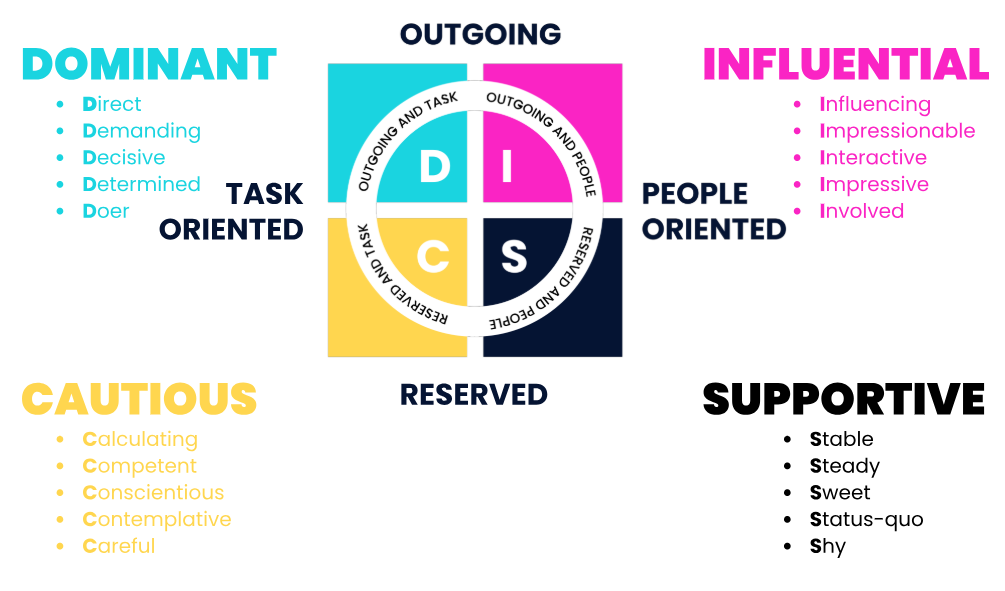 OUTGOING
DOMINANT
Direct
Demanding
Decisive
Determined
Doer
INFLUENTIAL
Influencing
Impressionable
Interactive
Impressive
Involved
TASK
ORIENTED
PEOPLE
ORIENTED
OUTGOING AND TASK
OUTGOING AND PEOPLE
D
I
C
S
RESERVED AND TASK
RESERVED AND PEOPLE
RESERVED
CAUTIOUS
Calculating
Competent
Conscientious
Contemplative
Careful
SUPPORTIVE
Stable
Steady
Sweet
Status-quo
Shy